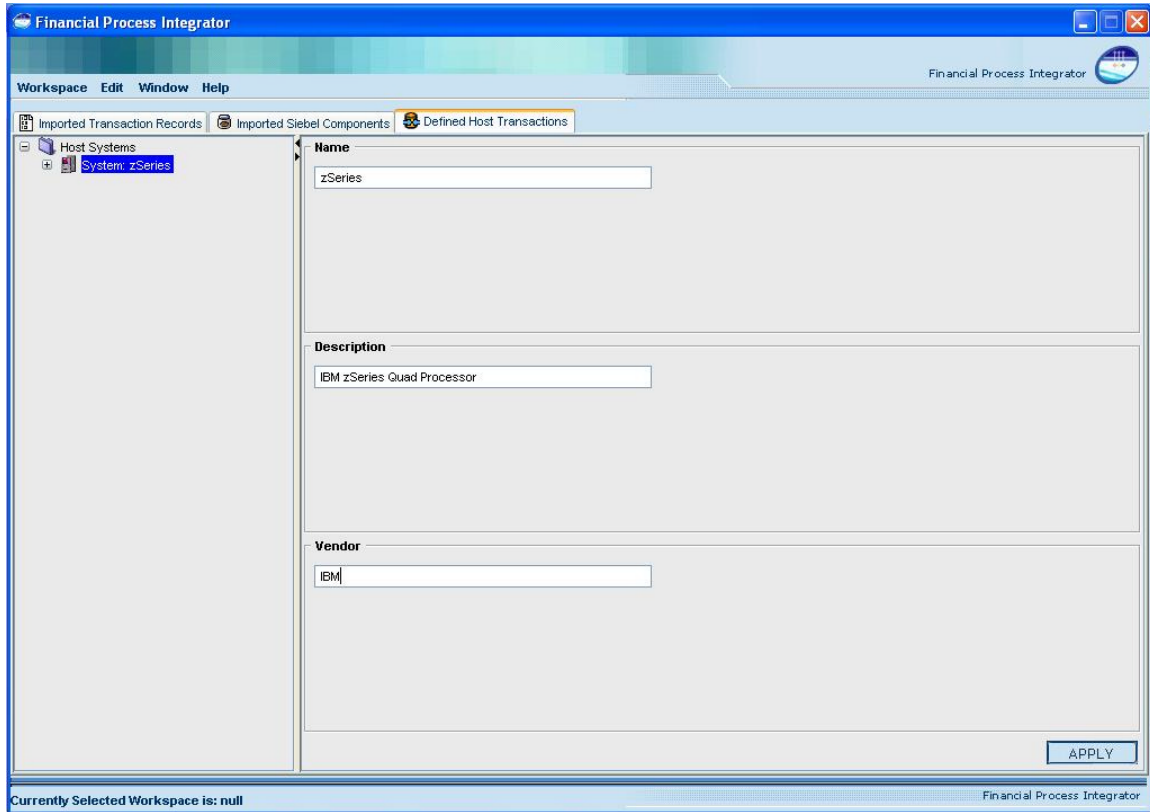 Financial Process Integrator
Financial Process Integrator
Workspace Edit Window Help
Imported Transaction Records Imported Siebel Components Defined Host Transactions
Host Systems
System: zSeries
Name
zSeries
Description
IBM zSeries Quad Processor
Vendor
IBM
APPLY
Currently Selected Workspace is: null
Financial Process Integrator